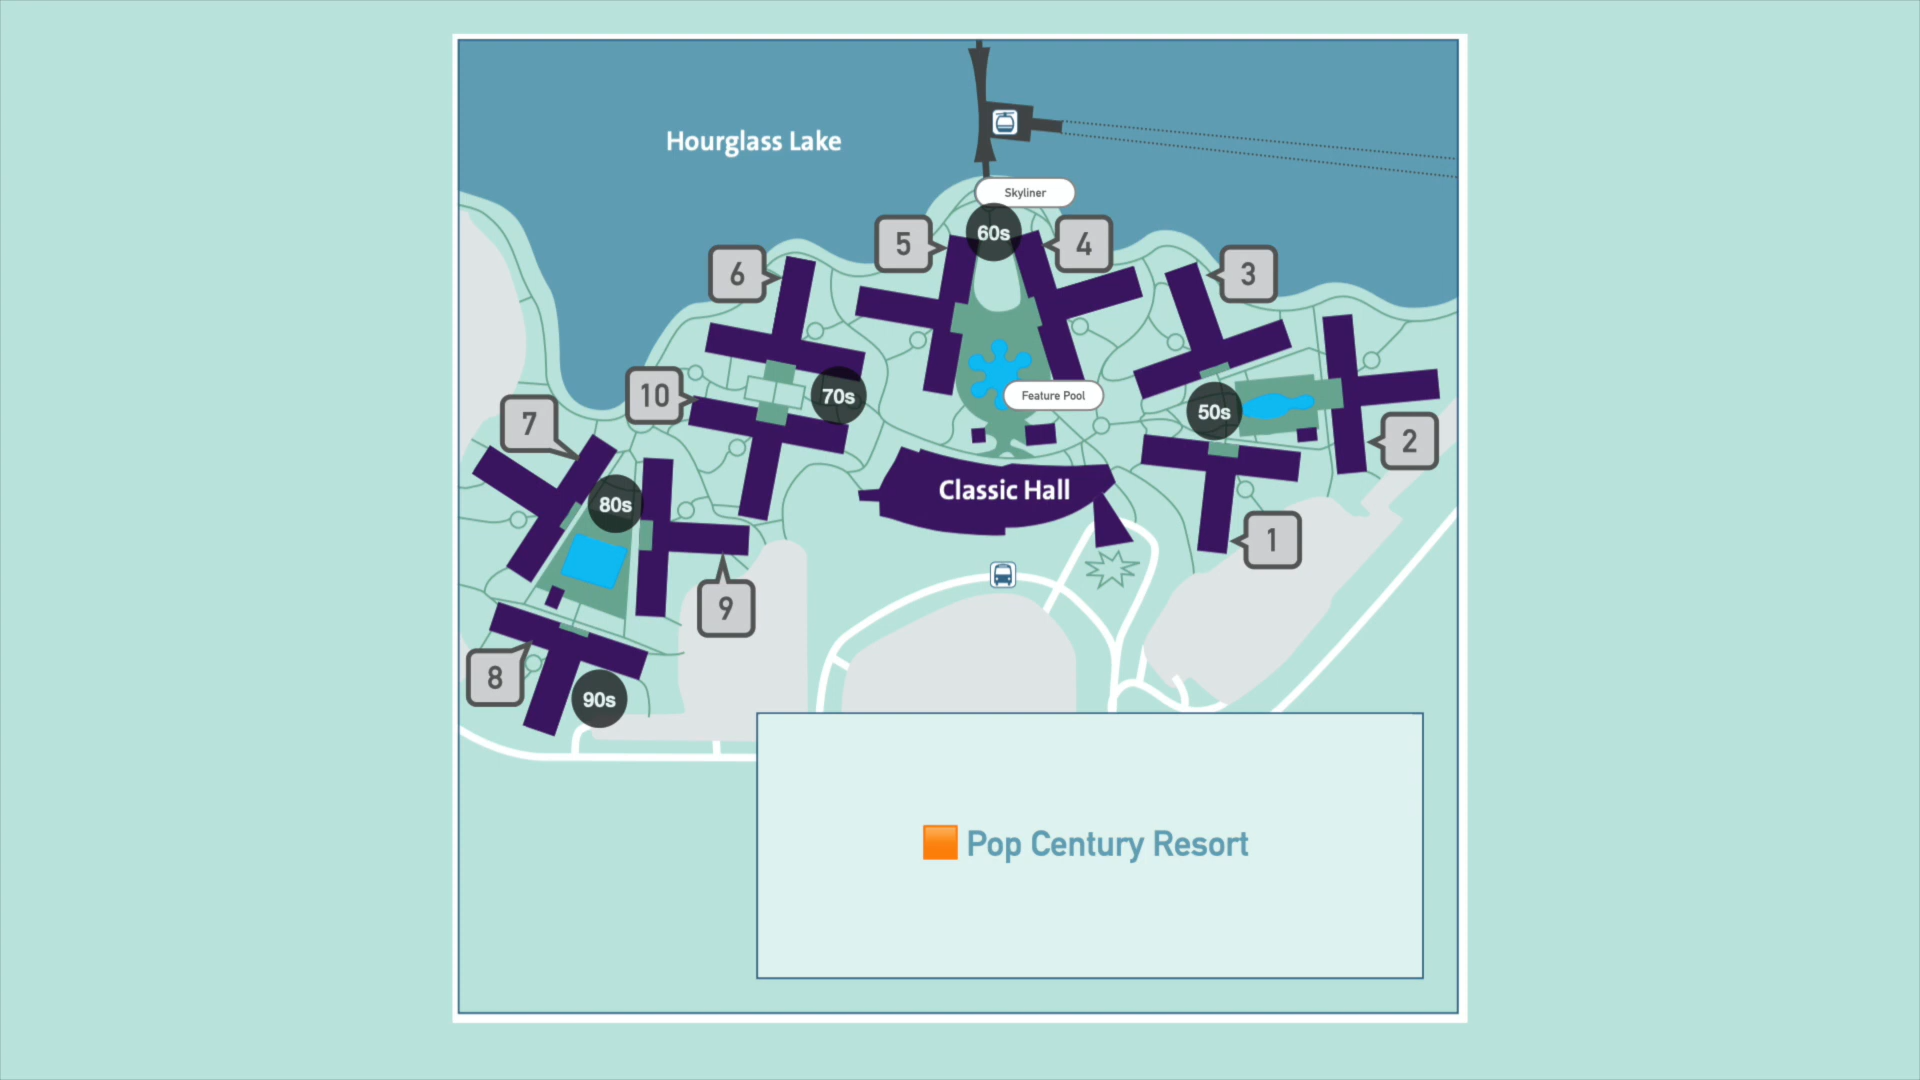 Hourglass Lake
Skyliner
5
60s
4
6
3
10
70s
Feature Pool
7
50s
2
80s
Classic Hall
1
9
8
90s
Pop Century Resort